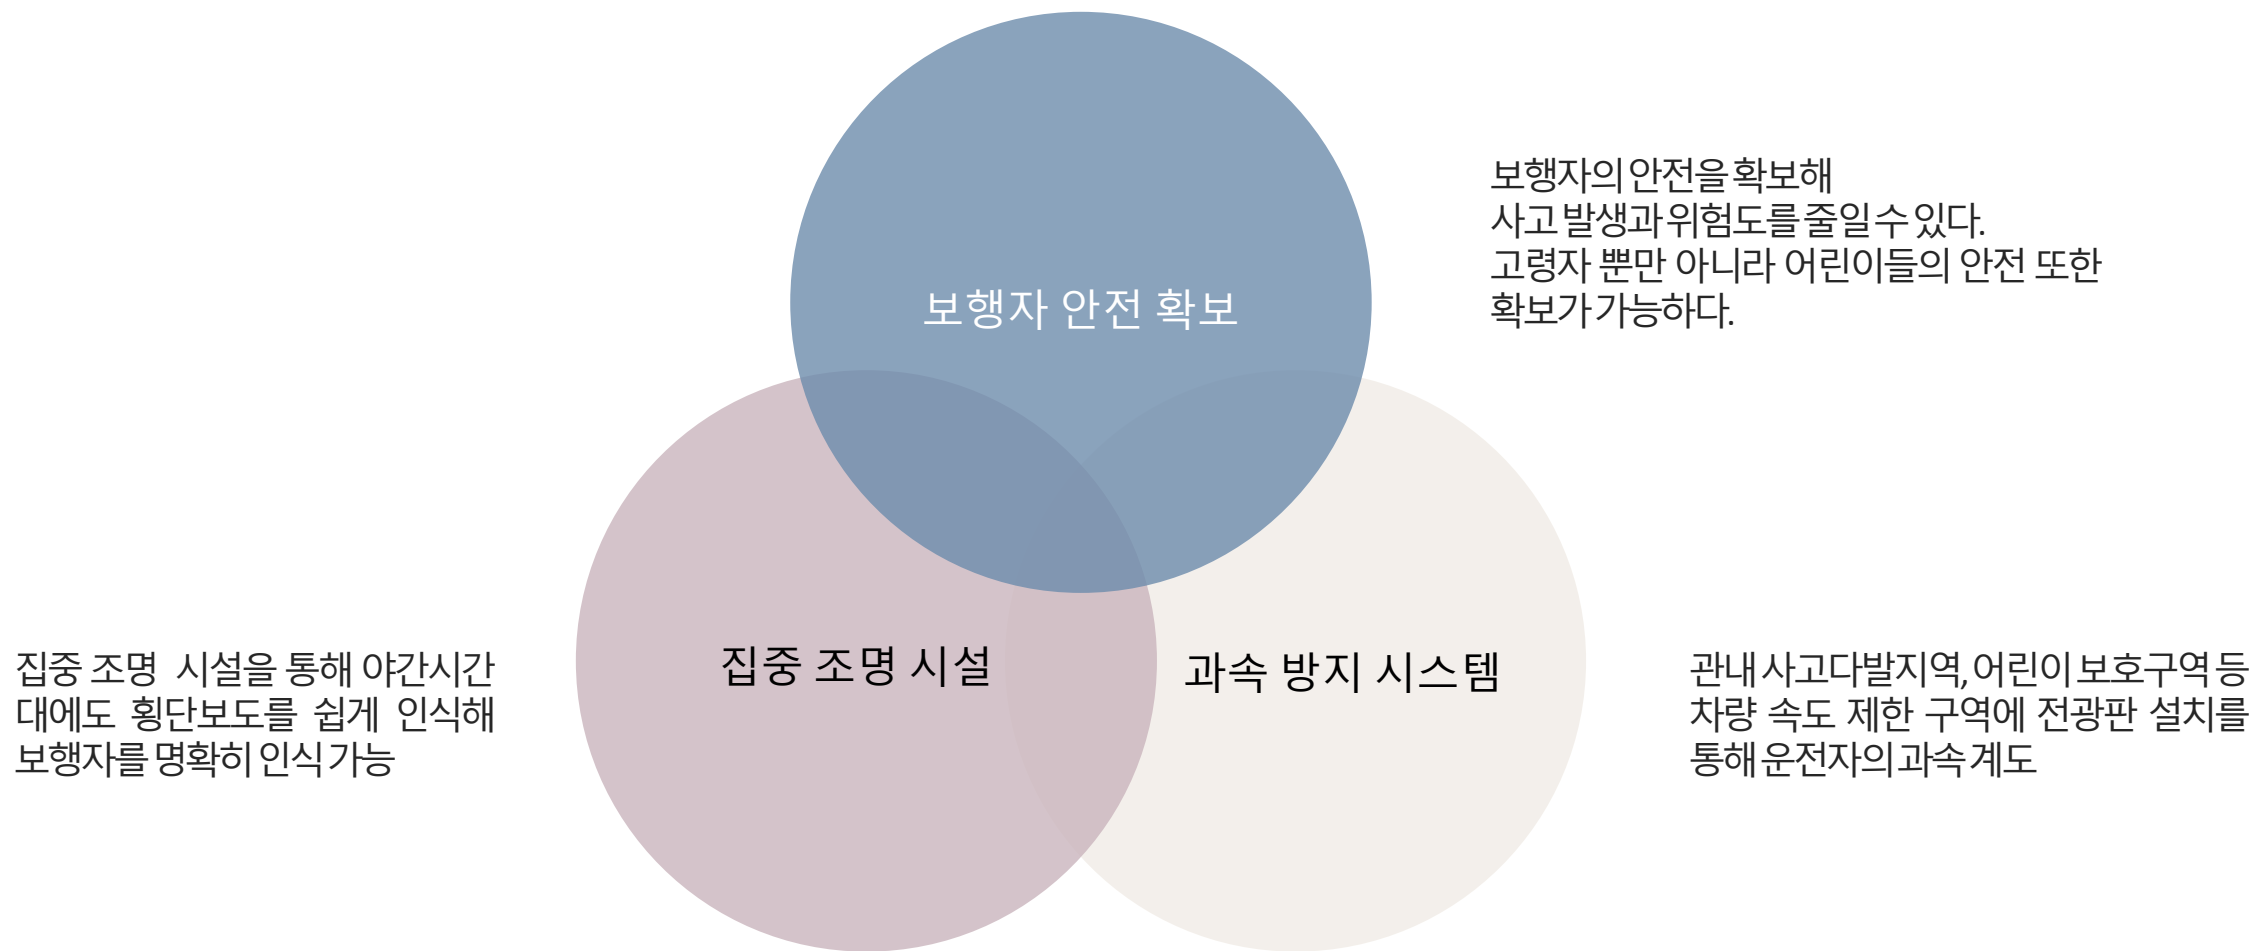 보행자 안전 확보
보행자의 안전을 확보해
사고 발생과 위험도를 줄일 수 있다.
고령자 뿐만 아니라 어린이들의 안전 또한
확보가 가능하다.
집중 조명 시설
집중 조명 시설을 통해 야간시간
대에도 횡단보도를 쉽게 인식해
보행자를 명확히 인식 가능
과속 방지 시스템
관내 사고다발지역, 어린이 보호구역 등
차량 속도 제한 구역에 전광판 설치를
통해 운전자의 과속 계도